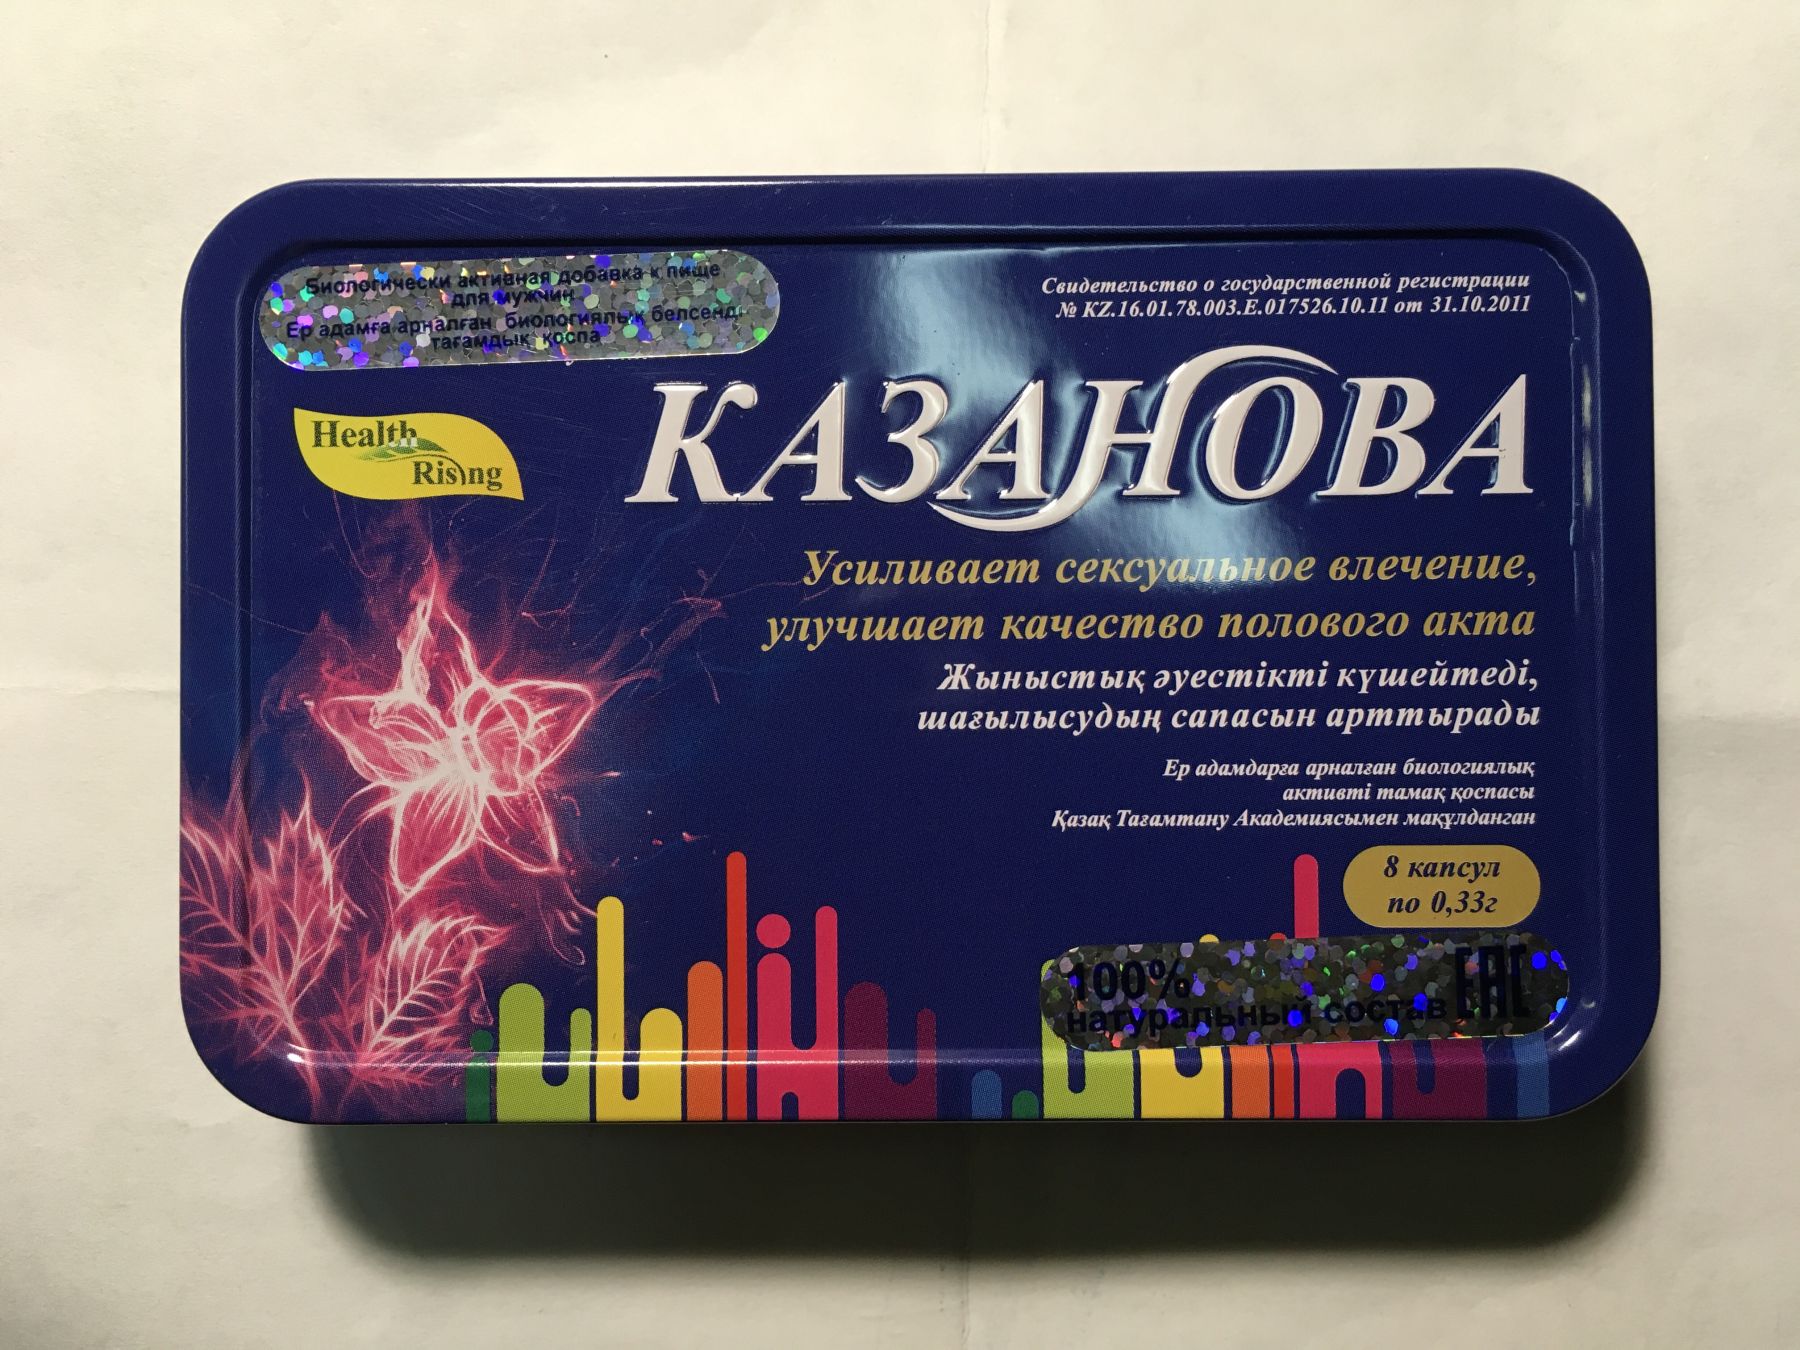 Биологически активная добавка к пище
для мужчин
Ер адамға арналған биологиялық белсенді
тағамдық қоспа
Свидетельство о государственной регистрации
№ KZ.16.01.78.003.E.017526.10.11 от 31.10.2011
Health
Rising
КАЗАНОВА
Усиливает сексуальное влечение,
улучшает качество полового акта
Жыныстық әуестікті күшейтеді,
шағылысудың сапасын арттырады
Ер адамдарға арналған биологиялық
активті тамақ қоспасы
Қазақ Тағамтану Академиясымен мақұлданған
8 капсул
по 0,33г
100%
натуральный состав EAC